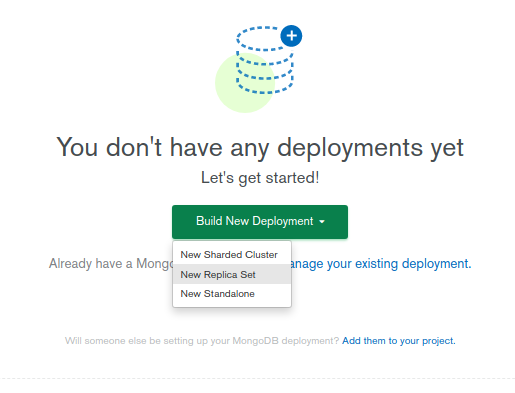 You don't have any deployments yet
Let's get started!
Build New Deployment
New Sharded Cluster
New Replica Set
New Standalone
Already have a Mongo anage your existing deployment.
Will someone else be setting up your MongoDB deployment? Add them to your project.